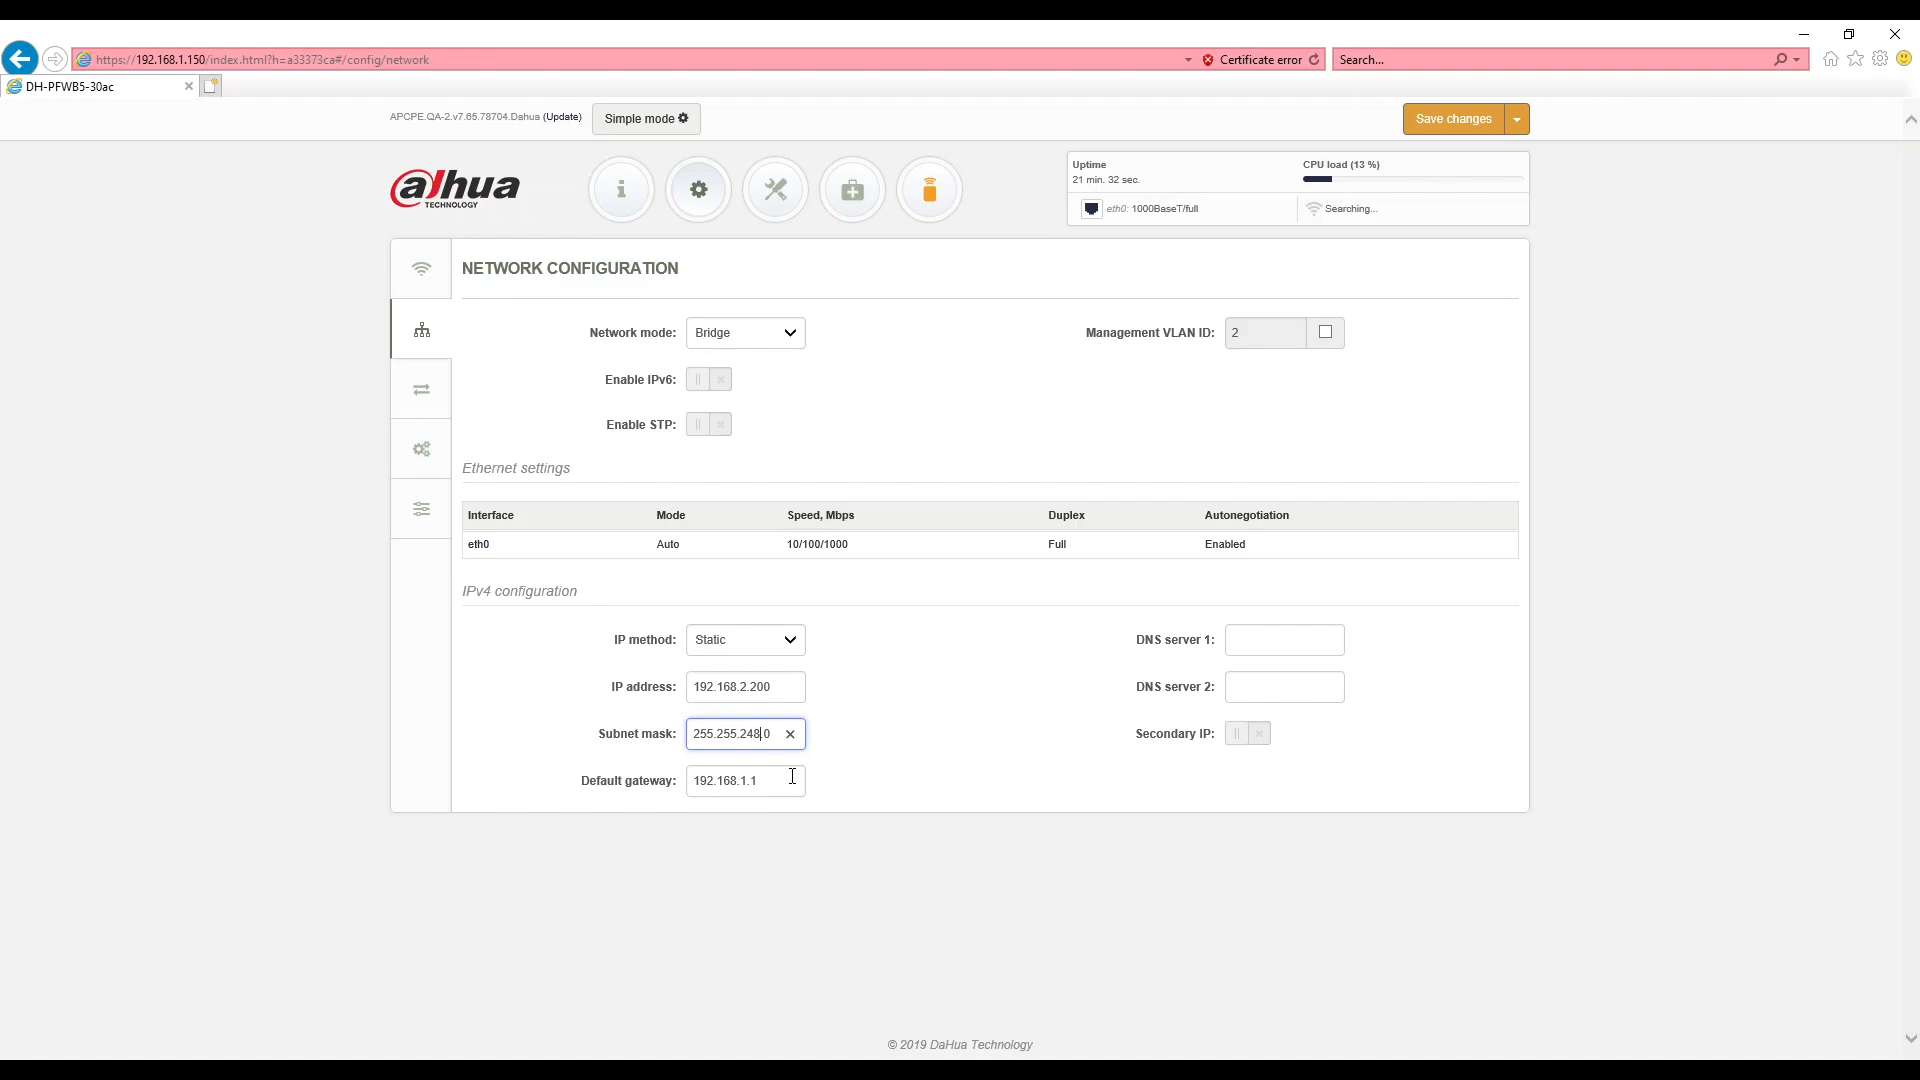 https://192.168.1.150/index.html?h=a33373ca#/config/network
Certificate error
Search...
DH-PFWB5-30ac
APCPE.QA-2.v7.65.78704.Dahua (Update)
Simple mode
Save changes
alhua
TECHNOLOGY
Uptime
21 min. 32 sec.
CPU load (13 %)
eth0: 1000BaseT/full
Searching...
NETWORK CONFIGURATION
Network mode: Bridge
Management VLAN ID: 2
Enable IPv6:
Enable STP:
Ethernet settings
Interface Mode Speed, Mbps Duplex Autonegotiation
eth0 Auto 10/100/1000 Full Enabled
IPv4 configuration
IP method: Static
DNS server 1:
IP address: 192.168.2.200
DNS server 2:
Subnet mask: 255.255.248.0
Secondary IP:
Default gateway: 192.168.1.1
© 2019 DaHua Technology